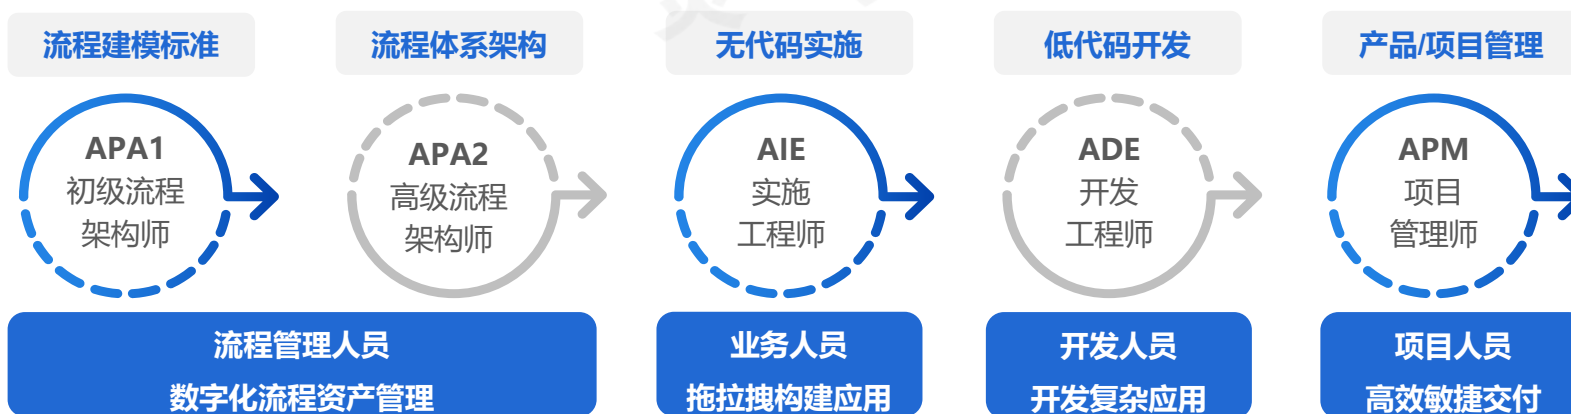 流程建模标准
流程体系架构
无代码实施
低代码开发
产品/项目管理
APA1
初级流程
架构师
APA2
高级流程
架构师
AIE
实施
工程师
ADE
开发
工程师
APM
项目
管理师
流程管理人员
数字化流程资产管理
业务人员
拖拉拽构建应用
开发人员
开发复杂应用
项目人员
高效敏捷交付